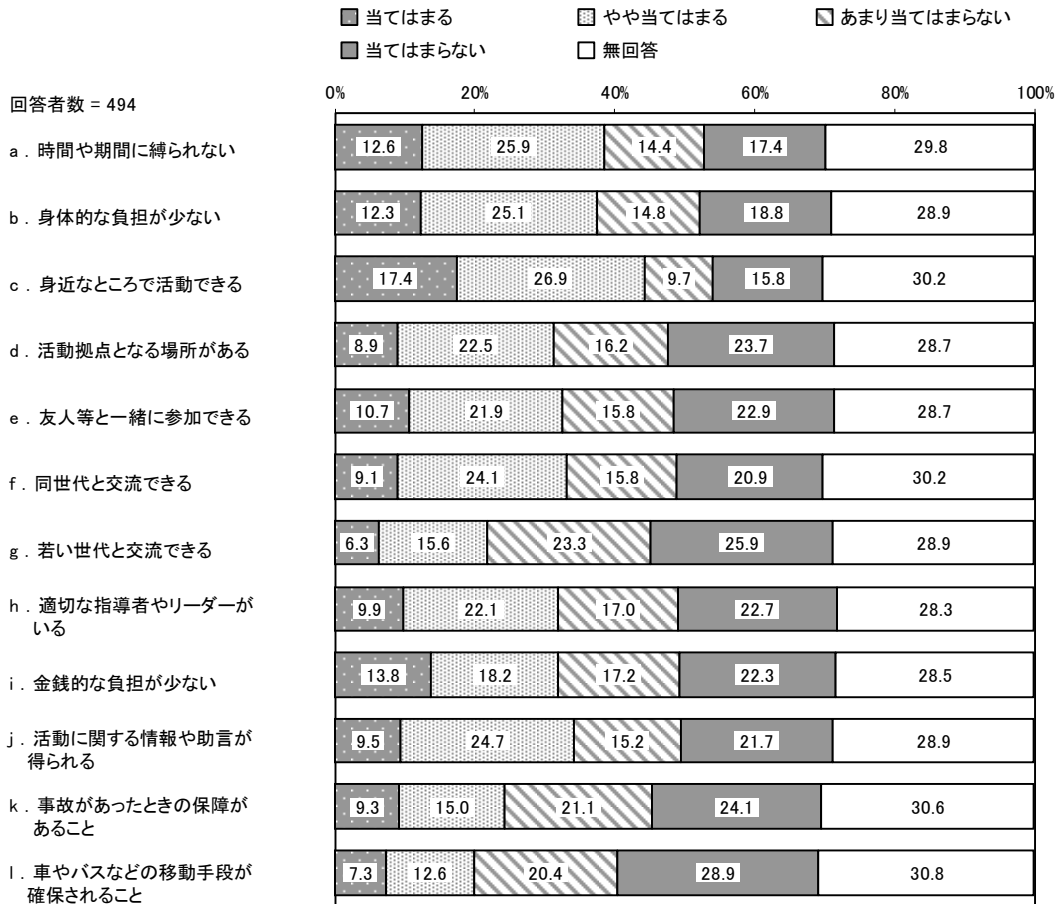 当てはまる やや当てはまる あまり当てはまらない
当てはまらない 無回答
回答者数 = 494
0% 20% 40% 60% 80% 100%
a．時間や期間に縛られない 12.6 25.9 14.4 17.4 29.8
b．身体的な負担が少ない 12.3 25.1 14.8 18.8 28.9
c．身近なところで活動できる 17.4 26.9 9.7 15.8 30.2
d．活動拠点となる場所がある 8.9 22.5 16.2 23.7 28.7
e．友人等と一緒に参加できる 10.7 21.9 15.8 22.9 28.7
f．同世代と交流できる 9.1 24.1 15.8 20.9 30.2
g．若い世代と交流できる 6.3 15.6 23.3 25.9 28.9
h．適切な指導者やリーダーが
いる 9.9 22.1 17.0 22.7 28.3
i．金銭的な負担が少ない 13.8 18.2 17.2 22.3 28.5
j．活動に関する情報や助言が
得られる 9.5 24.7 15.2 21.7 28.9
k．事故があったときの保障が
あること 9.3 15.0 21.1 24.1 30.6
l．車やバスなどの移動手段が
確保されること 7.3 12.6 20.4 28.9 30.8